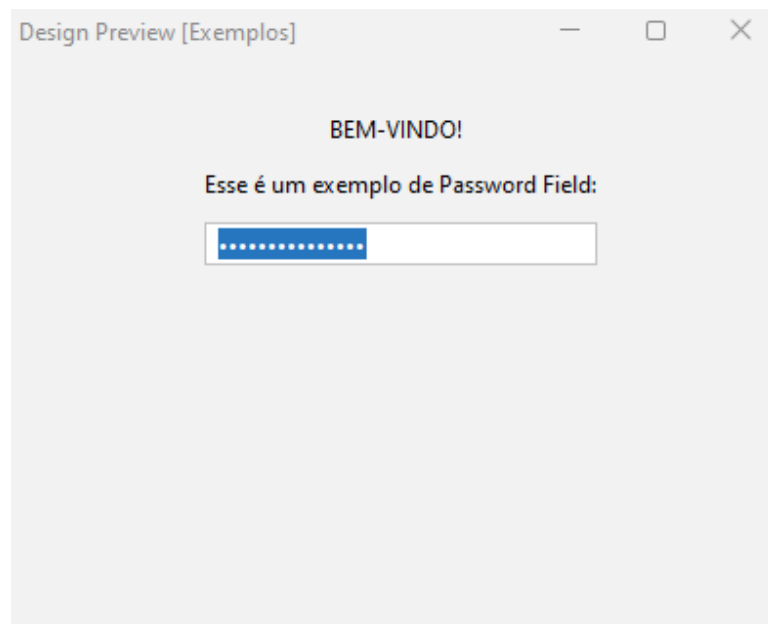 Design Preview [Exemplos]
BEM-VINDO!
Esse é um exemplo de Password Field:
•••••••••••••••